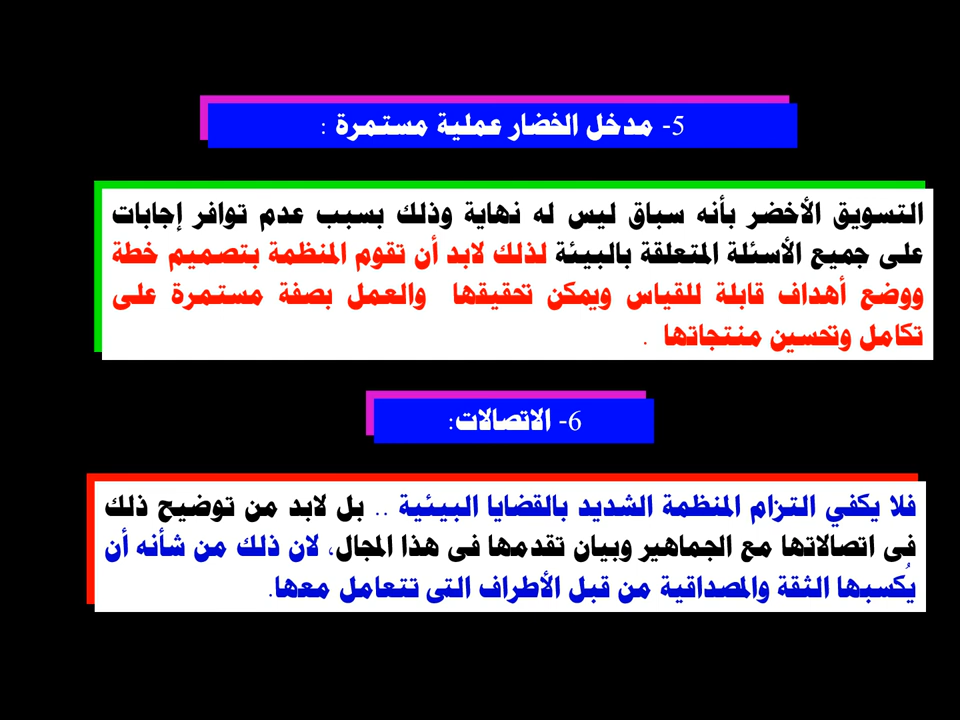 5- مدخل الخضار عملية مستمرة :
التسويق الأخضر بأنه سباق ليس له نهاية وذلك بسبب عدم توافر إجابات
على جميع الأسئلة المتعلقة بالبيئة لذلك لابد أن تقوم المنظمة بتصميم خطة
ووضع أهداف قابلة للقياس ويمكن تحقيقها والعمل بصفة مستمرة على
تكامل وتحسين منتجاتها .
6- الاتصالات:
فلا يكفي التزام المنظمة الشديد بالقضايا البيئية .. بل لابد من توضيح ذلك
فى اتصالاتها مع الجماهير وبيان تقدمها فى هذا المجال، لان ذلك من شأنه أن
يُكسبها الثقة والمصداقية من قبل الأطراف التى تتعامل معها.